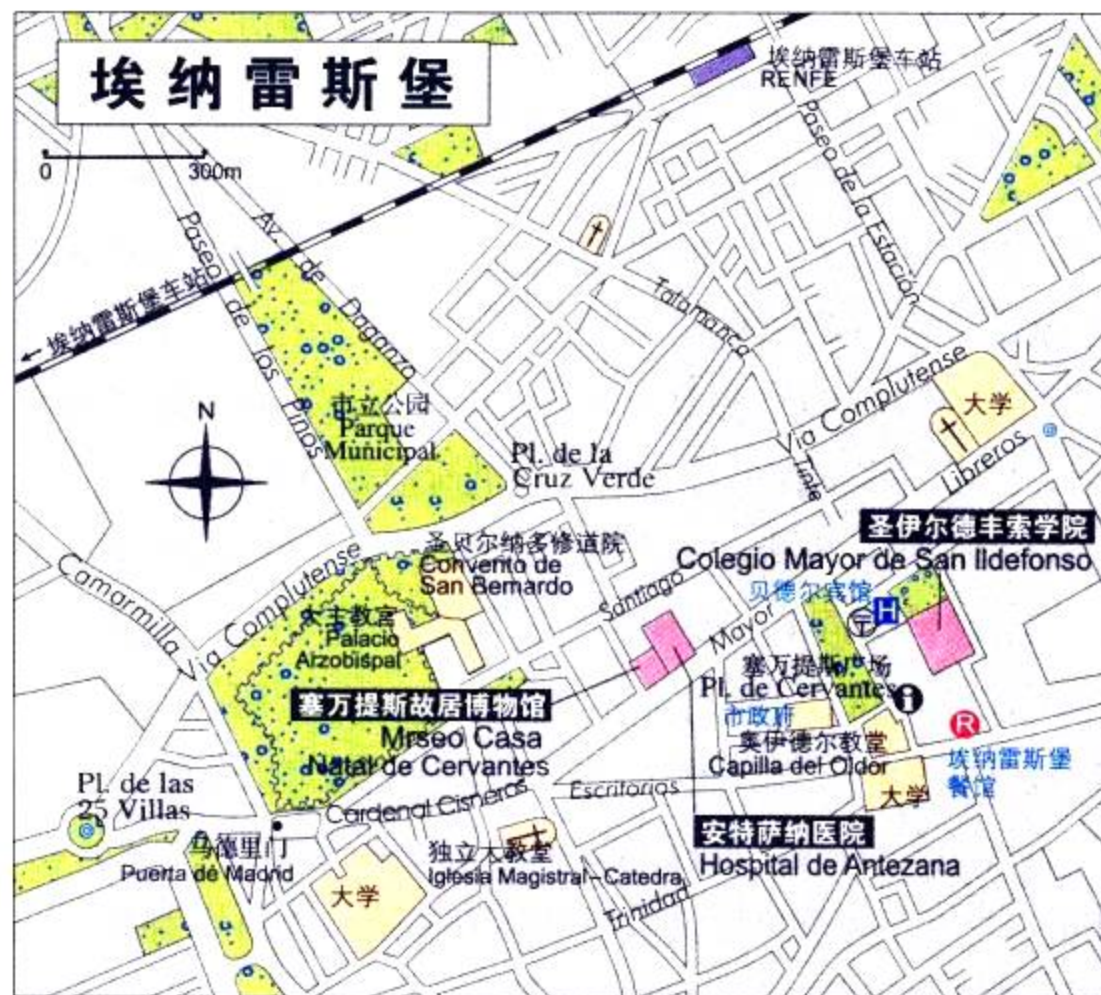 埃纳雷斯堡
0 300m
埃纳雷斯堡车站
RENFE
Paseo de la Estación
Paseo de los Pinos
Av. de Daganzo
← 埃纳雷斯堡车站
Tatamanca
N
市立公园
Parque
Municipal
Pl. de la
Cruz Verde
Via Complutense
大学
Tinte
Libreros
圣伊尔德丰索学院
Colegio Mayor de San Ildefonso
圣贝尔纳多修道院
Convento de
San Bernardo
Camarmilla
Via Complutense
大主教宫
Palacio
Arzobispal
Santiago
Mayor
贝德尔宾馆
H
塞万提斯故居博物馆
Mrseo Casa
Natal de Cervantes
塞万提斯广场
Pl. de Cervantes
i
市政府
奥伊德尔教堂
Capilla del Oldor
R
埃纳雷斯堡
餐馆
Pl. de las
25 Villas
Cardenal Cisneros
Escritorios
大学
马德里门
Puerta de Madrid
独立大教堂
Iglesia Magistral-Catedra
安特萨纳医院
Hospital de Antezana
大学
Trinidad